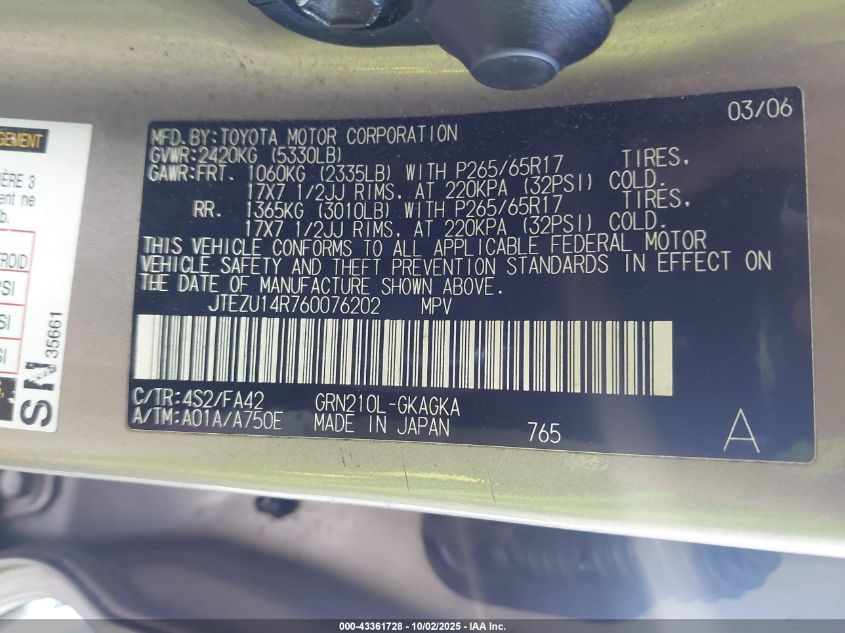 03/06
MFD. BY: TOYOTA MOTOR CORPORATION
GVWR: 2420KG (5330LB)
GAWR: FRT. 1060KG (2335LB) WITH P265/65R17 TIRES,
17X7 1/2JJ RIMS, AT 220KPA (32PSI) COLD.
RR. 1365KG (3010LB) WITH P265/65R17 TIRES,
17X7 1/2JJ RIMS, AT 220KPA (32PSI) COLD.
THIS VEHICLE CONFORMS TO ALL APPLICABLE FEDERAL MOTOR
VEHICLE SAFETY AND THEFT PREVENTION STANDARDS IN EFFECT ON
THE DATE OF MANUFACTURE SHOWN ABOVE.
JTEZU14R760076202 MPV
C/TR: 4S2/FA42 GRN210L-GKAGKA
A/TM: A01A/A750E MADE IN JAPAN 765
A
SN 35661
000-43361728 - 10/02/2025 - IAA Inc.